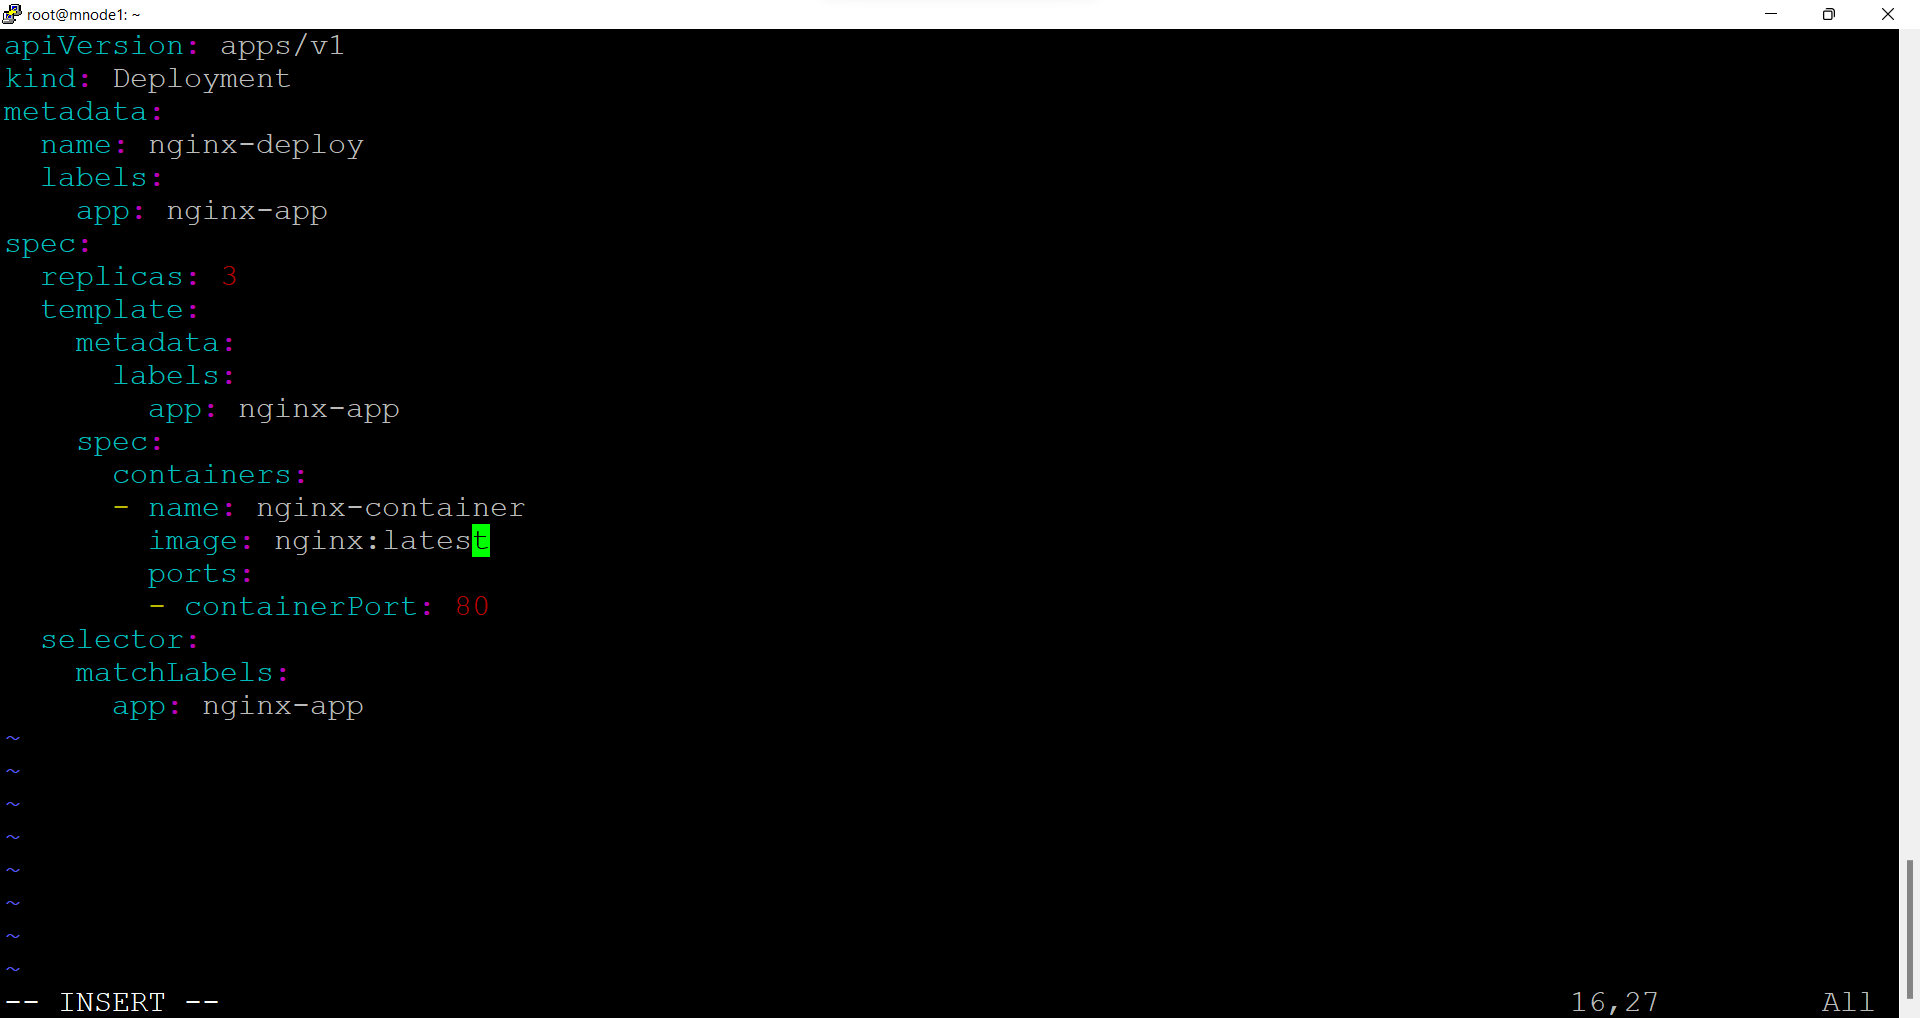 root@mnode1: ~
apiVersion: apps/v1
kind: Deployment
metadata:
  name: nginx-deploy
  labels:
    app: nginx-app
spec:
  replicas: 3
  template:
    metadata:
      labels:
        app: nginx-app
    spec:
      containers:
      - name: nginx-container
        image: nginx:latest
        ports:
        - containerPort: 80
  selector:
    matchLabels:
      app: nginx-app
~
~
~
~
~
~
~
~
-- INSERT -- 16,27 All